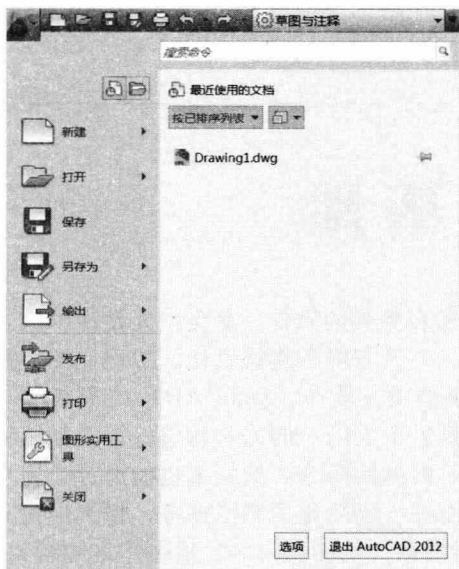 草图与注释
搜索命令
最近使用的文档
按已排序列表
Drawing1.dwg
新建
打开
保存
另存为
输出
发布
打印
图形实用工
具
关闭
选项
退出 AutoCAD 2012